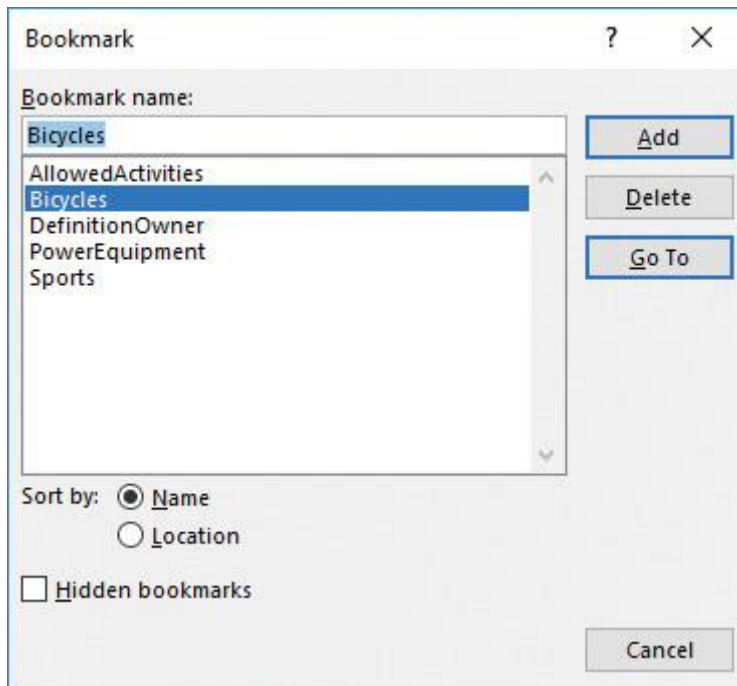 Bookmark ?
Bookmark name:
Bicycles
Add
AllowedActivities
Bicycles
DefinitionOwner
PowerEquipment
Sports
Delete
Go To
Sort by: Name
Location
Hidden bookmarks
Cancel